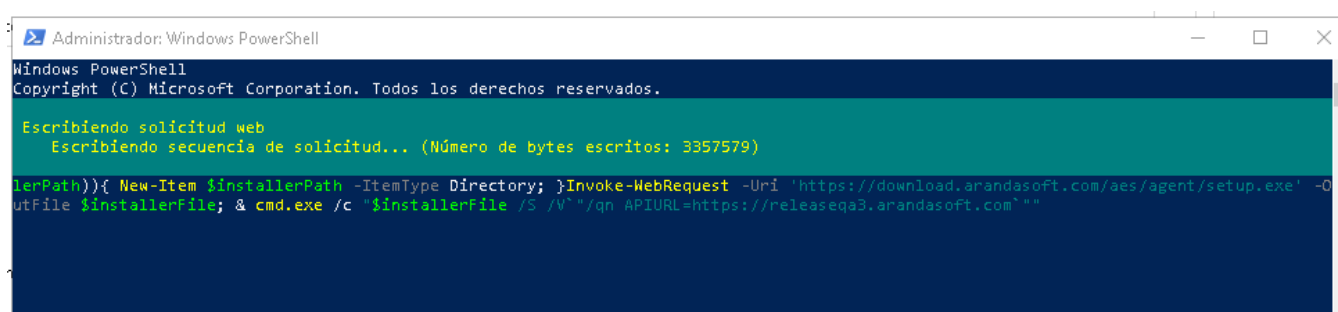 Administrador: Windows PowerShell
Windows PowerShell
Copyright (C) Microsoft Corporation. Todos los derechos reservados.
Escribiendo solicitud web
Escribiendo secuencia de solicitud... (Número de bytes escritos: 3357579)
lerPath)){ New-Item $installerPath -ItemType Directory; }Invoke-WebRequest -Uri 'https://download.arandasoft.com/aes/agent/setup.exe' -O
utFile $installerFile; & cmd.exe /c "$installerFile /S /V`"/qn APIURL=https://releaseqa3.arandasoft.com`""